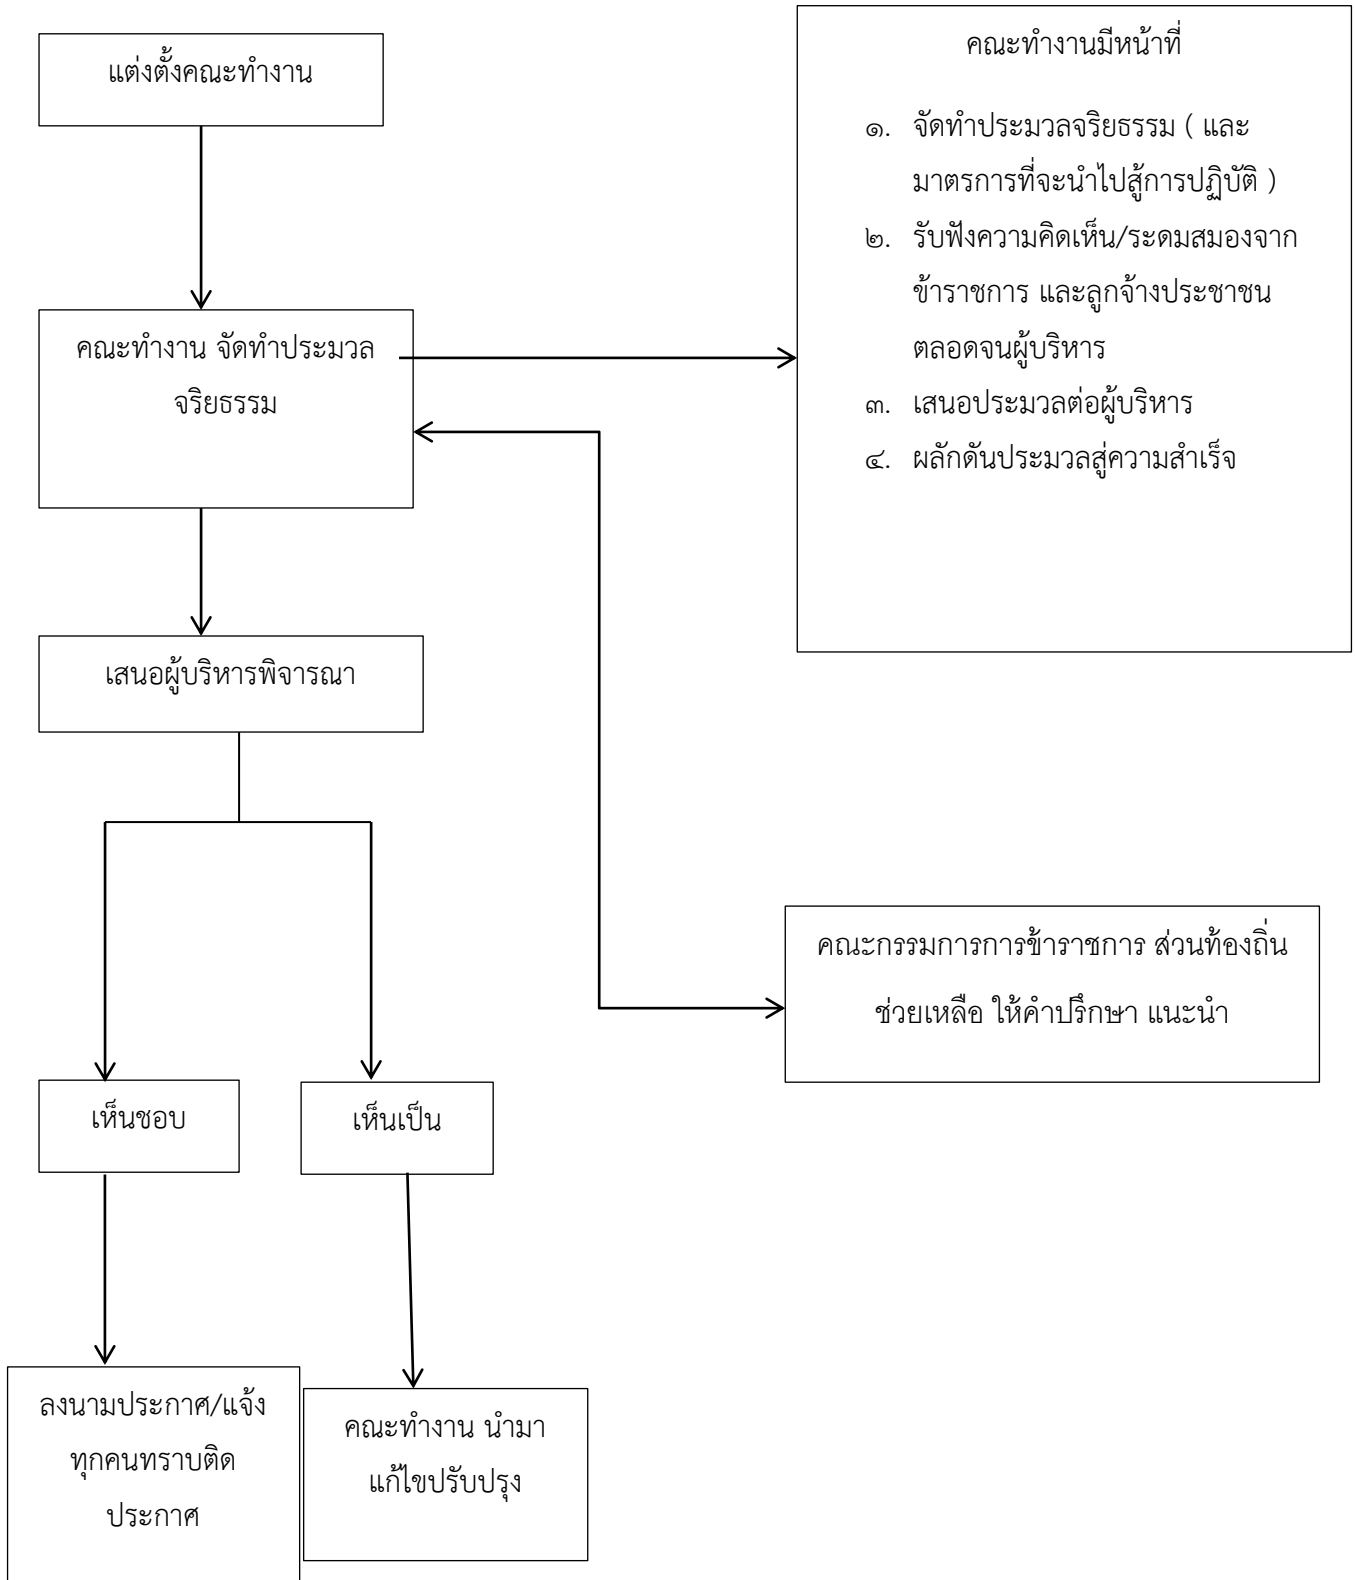 แต่งตั้งคณะทำงาน
คณะทำงานมีหน้าที่
๑. จัดทำประมวลจริยธรรม ( และ
มาตรการที่จะนำไปสู้การปฏิบัติ )
๒. รับฟังความคิดเห็น/ระดมสมองจาก
ข้าราชการ และลูกจ้างประชาชน
ตลอดจนผู้บริหาร
๓. เสนอประมวลต่อผู้บริหาร
๔. ผลักดันประมวลสู่ความสำเร็จ
คณะทำงาน จัดทำประมวล
จริยธรรม
เสนอผู้บริหารพิจารณา
คณะกรรมการการข้าราชการ ส่วนท้องถิ่น
ช่วยเหลือ ให้คำปรึกษา แนะนำ
เห็นชอบ
เห็นเป็น
ลงนามประกาศ/แจ้ง
ทุกคนทราบติด
ประกาศ
คณะทำงาน นำมา
แก้ไขปรับปรุง